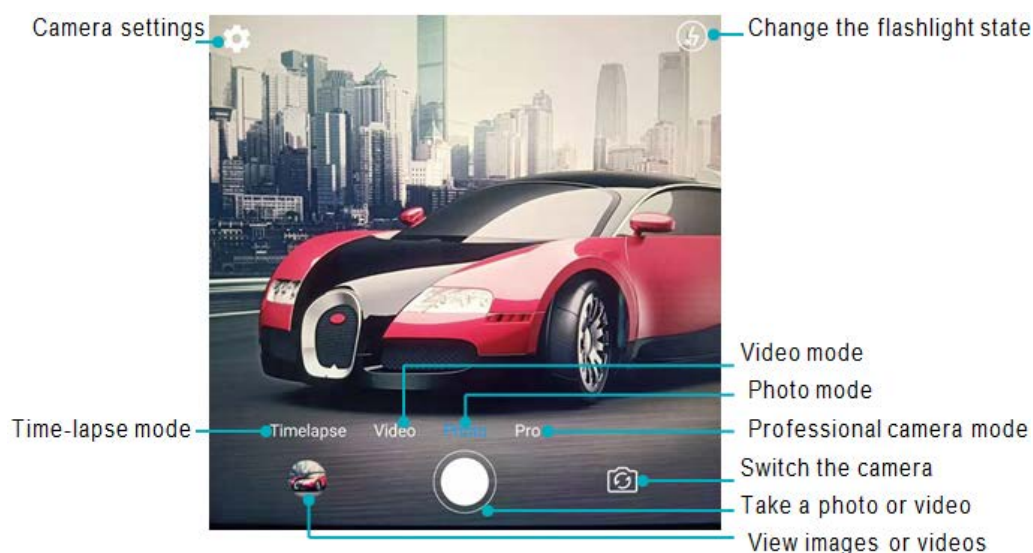 Camera settings
Change the flashlight state
Video mode
Photo mode
Time-lapse mode
Timelapse Video Photo Pro
Professional camera mode
Switch the camera
Take a photo or video
View images or videos